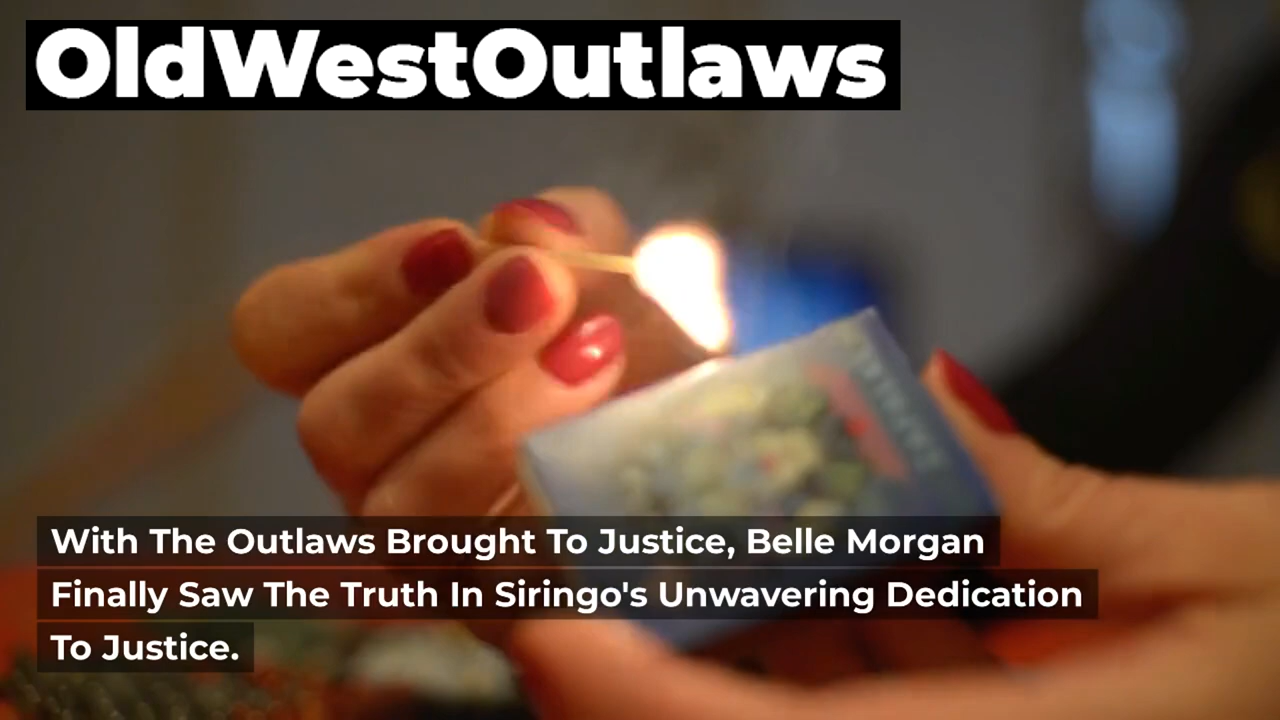 OldWestOutlaws
With The Outlaws Brought To Justice, Belle Morgan
Finally Saw The Truth In Siringo's Unwavering Dedication
To Justice.